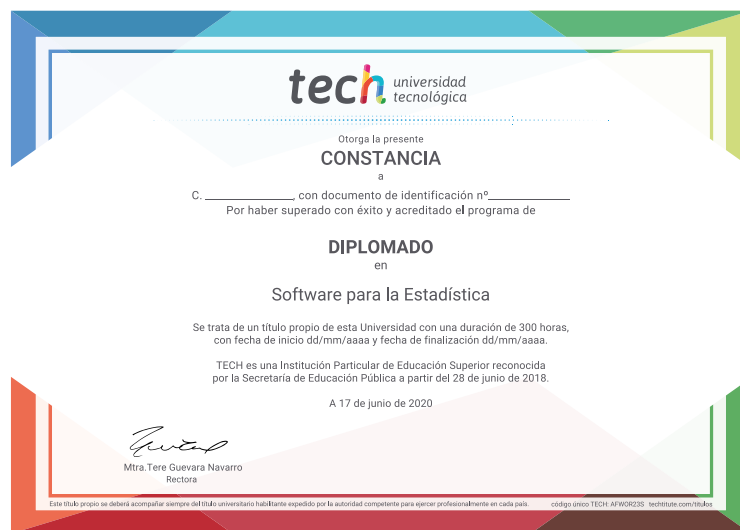 tech universidad
tecnológica
Otorga la presente
CONSTANCIA
a
C. ______________, con documento de identificación nº____________
Por haber superado con éxito y acreditado el programa de
DIPLOMADO
en
Software para la Estadística
Se trata de un título propio de esta Universidad con una duración de 300 horas,
con fecha de inicio dd/mm/aaaa y fecha de finalización dd/mm/aaaa.
TECH es una Institución Particular de Educación Superior reconocida
por la Secretaría de Educación Pública a partir del 28 de junio de 2018.
A 17 de junio de 2020
Mtra.Tere Guevara Navarro
Rectora
Este título propio se deberá acompañar siempre del título universitario habilitante expedido por la autoridad competente para ejercer profesionalmente en cada país. código único TECH: AFWOR23S techtitute.com/titulos